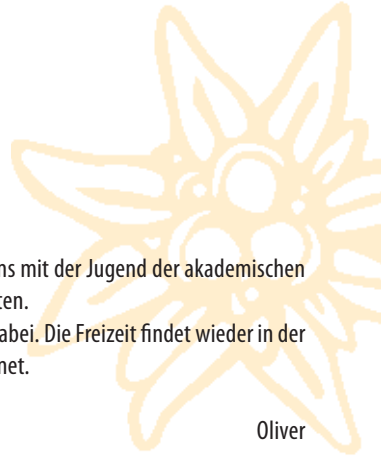 ns mit der Jugend der akademischen
ten.
abei. Die Freizeit findet wieder in der
net.
Oliver